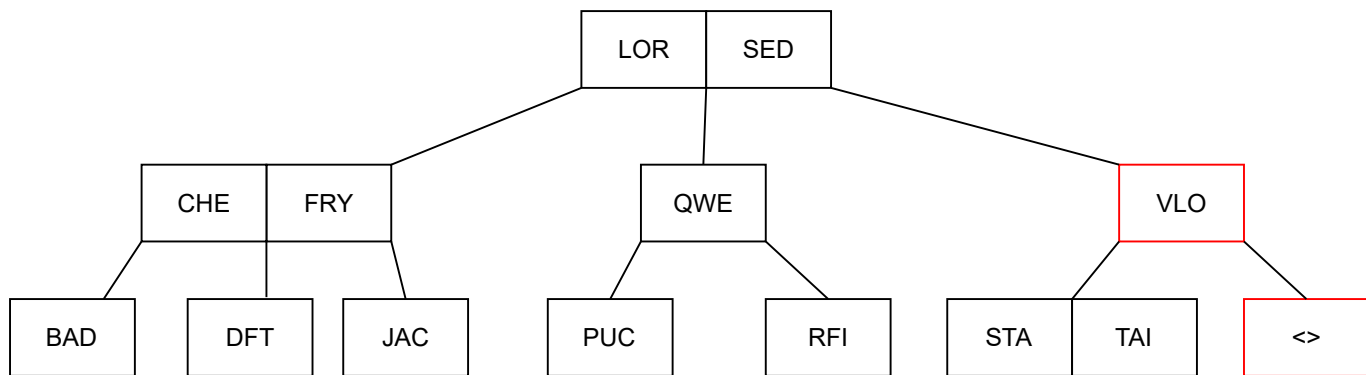 LOR SED
CHE FRY QWE VLO
BAD DFT JAC PUC RFI STA TAI <>